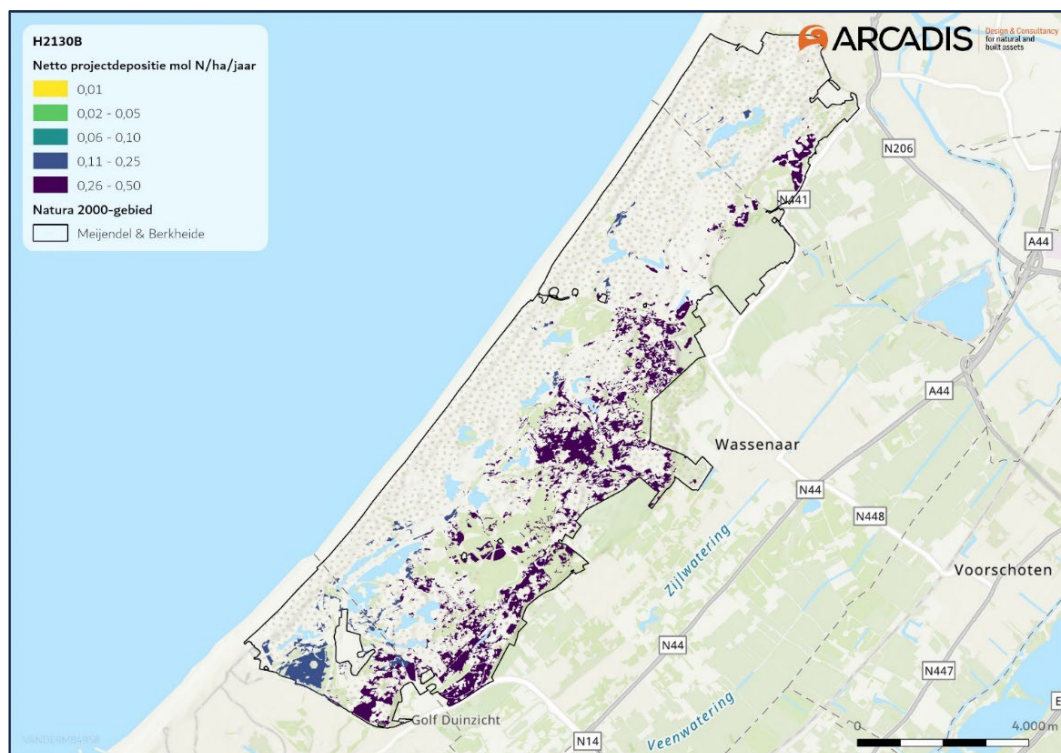 H2130B
Netto projectdepositie mol N/ha/jaar
0,01
0,02 - 0,05
0,06 - 0,10
0,11 - 0,25
0,26 - 0,50
Natura 2000-gebied
Meijendel & Berkheide
ARCADIS
Design & Consultancy
for natural and
built assets
N206
N441
A44
A44
Wassenaar
N44
N448
Zijlwatering
Voorschoten
N44
N447
Golf Duinzicht
Veenwatering
N14
E
0
4.000 m